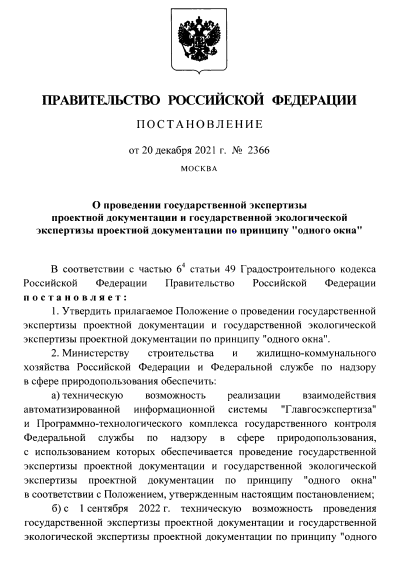 ПРАВИТЕЛЬСТВО РОССИЙСКОЙ ФЕДЕРАЦИИ
ПОСТАНОВЛЕНИЕ
от 20 декабря 2021 г. № 2366
МОСКВА
О проведении государственной экспертизы
проектной документации и государственной экологической
экспертизы проектной документации по принципу "одного окна"
В соответствии с частью 6⁴ статьи 49 Градостроительного кодекса
Российской Федерации Правительство Российской Федерации
постановляет:
1. Утвердить прилагаемое Положение о проведении государственной
экспертизы проектной документации и государственной экологической
экспертизы проектной документации по принципу "одного окна".
2. Министерству строительства и жилищно-коммунального
хозяйства Российской Федерации и Федеральной службе по надзору
в сфере природопользования обеспечить:
а) техническую возможность реализации взаимодействия
автоматизированной информационной системы "Главгосэкспертиза"
и Программно-технологического комплекса государственного контроля
Федеральной службы по надзору в сфере природопользования,
с использованием которых обеспечивается проведение государственной
экспертизы проектной документации и государственной экологической
экспертизы проектной документации по принципу "одного окна"
в соответствии с Положением, утвержденным настоящим постановлением;
б) с 1 сентября 2022 г. техническую возможность проведения
государственной экспертизы проектной документации и государственной
экологической экспертизы проектной документации по принципу "одного